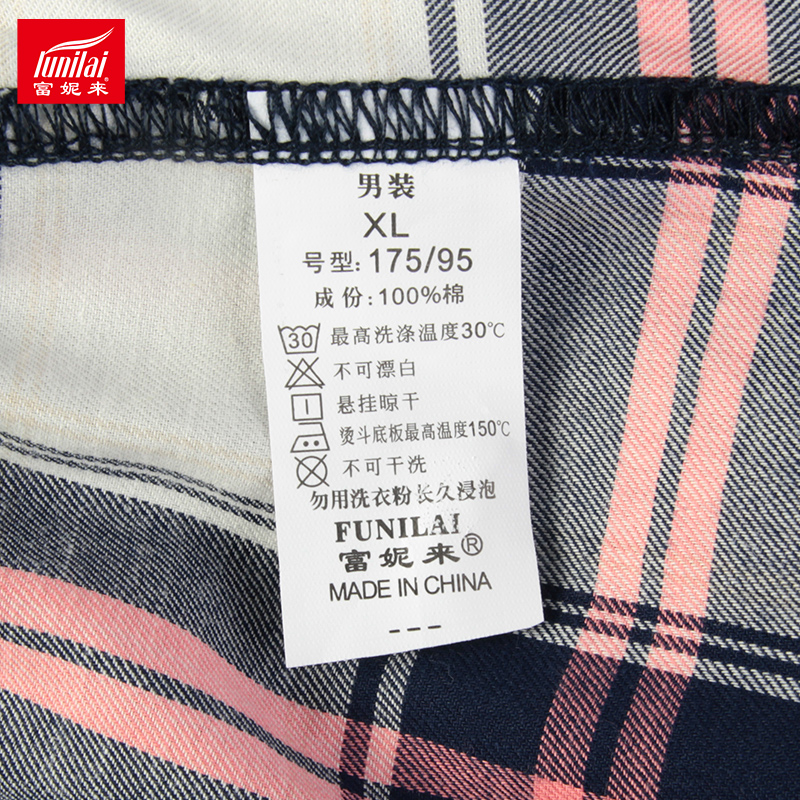 funilai®
富妮来
男装
XL
号型: 175/95
成份: 100%棉
30 最高洗涤温度30℃
不可漂白
悬挂晾干
烫斗底板最高温度150℃
不可干洗
勿用洗衣粉长久浸泡
FUNILAI
富妮来®
MADE IN CHINA
---